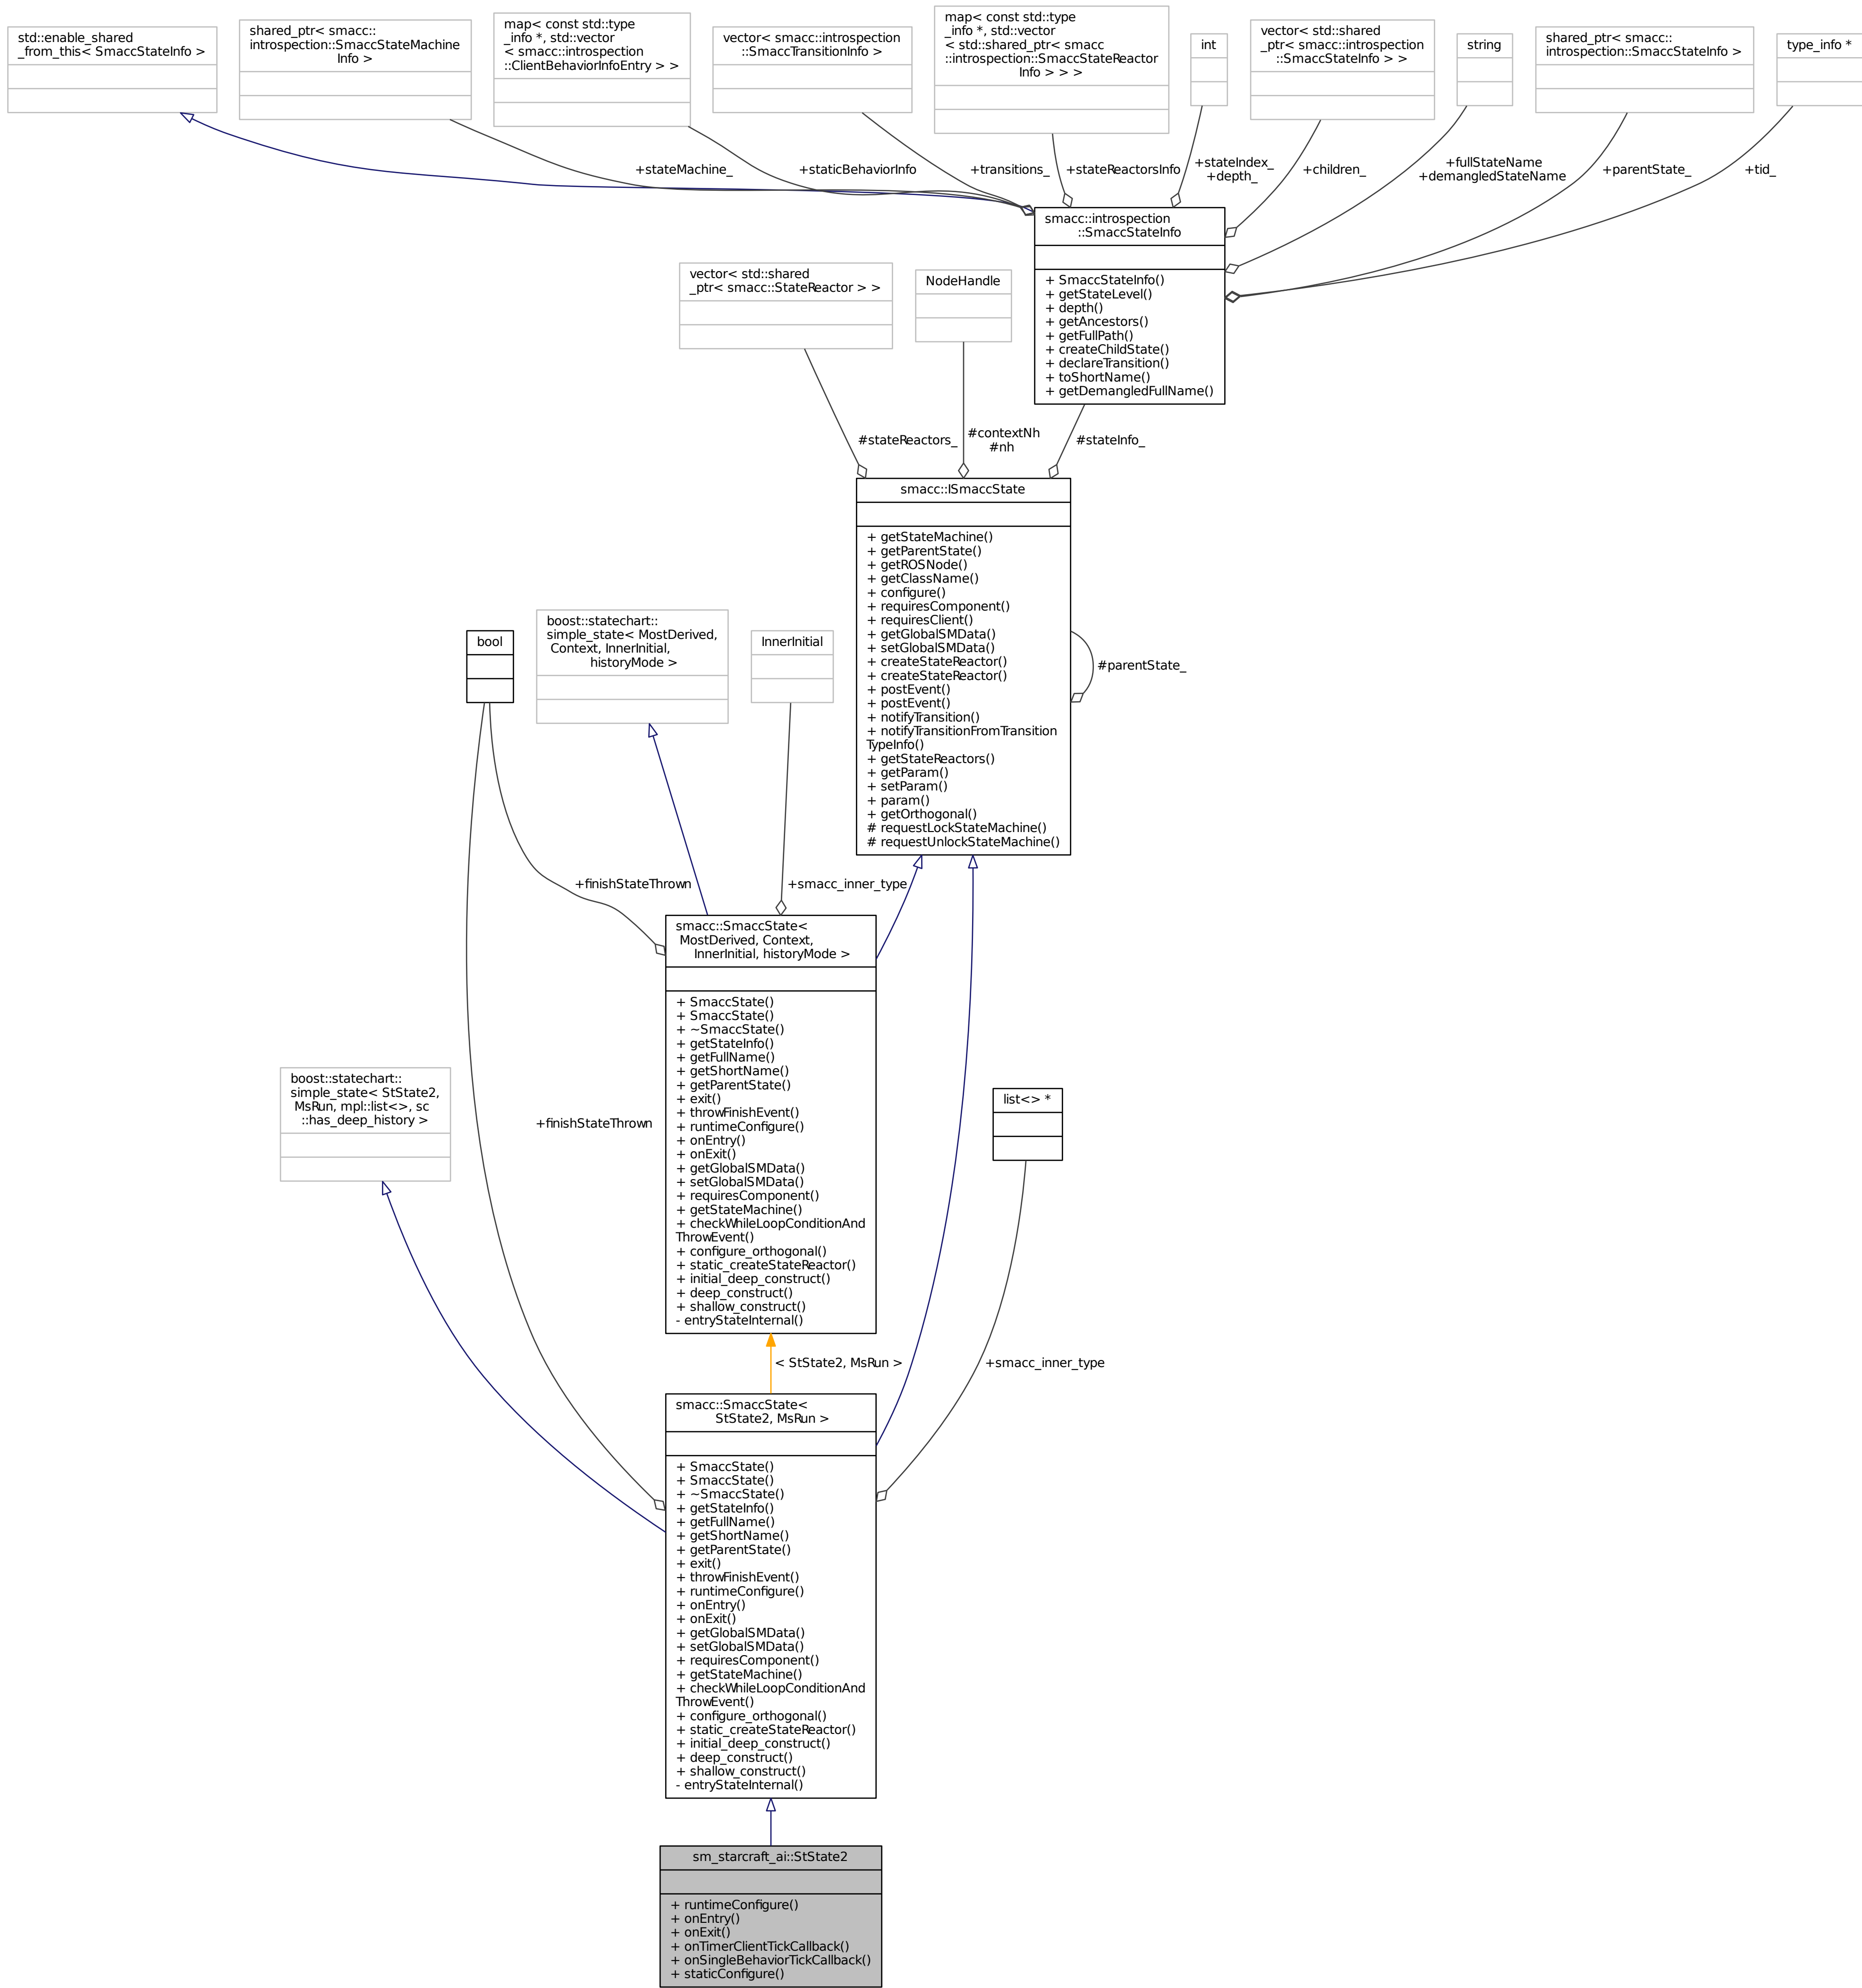 std::enable_shared
_from_this< SmaccStateInfo >
shared_ptr< smacc::
introspection::SmaccStateMachine
Info >
map< const std::type
_info *, std::vector
< smacc::introspection
::ClientBehaviorInfoEntry > >
vector< smacc::introspection
::SmaccTransitionInfo >
map< const std::type
_info *, std::vector
< std::shared_ptr< smacc
::introspection::SmaccStateReactor
Info > > >
int
vector< std::shared
_ptr< smacc::introspection
::SmaccStateInfo > >
string
shared_ptr< smacc::
introspection::SmaccStateInfo >
type_info *
+stateMachine_
+staticBehaviorInfo
+transitions_
+stateReactorsInfo
+stateIndex_
+depth_
+children_
+fullStateName
+demangledStateName
+parentState_
+tid_
smacc::introspection
::SmaccStateInfo
+ SmaccStateInfo()
+ getStateLevel()
+ depth()
+ getAncestors()
+ getFullPath()
+ createChildState()
+ declareTransition()
+ toShortName()
+ getDemangledFullName()
vector< std::shared
_ptr< smacc::StateReactor > >
NodeHandle
#stateReactors_
#contextNh
#nh
#stateInfo_
smacc::ISmaccState
+ getStateMachine()
+ getParentState()
+ getROSNode()
+ getClassName()
+ configure()
+ requiresComponent()
+ requiresClient()
+ getGlobalSMData()
+ setGlobalSMData()
+ createStateReactor()
+ createStateReactor()
+ postEvent()
+ postEvent()
+ notifyTransition()
+ notifyTransitionFromTransition
TypeInfo()
+ getStateReactors()
+ getParam()
+ setParam()
+ param()
+ getOrthogonal()
# requestLockStateMachine()
# requestUnlockStateMachine()
#parentState_
bool
boost::statechart::
simple_state< MostDerived,
Context, InnerInitial,
historyMode >
InnerInitial
+finishStateThrown
+smacc_inner_type
smacc::SmaccState<
MostDerived, Context,
InnerInitial, historyMode >
+ SmaccState()
+ SmaccState()
+ ~SmaccState()
+ getStateInfo()
+ getFullName()
+ getShortName()
+ getParentState()
+ exit()
+ throwFinishEvent()
+ runtimeConfigure()
+ onEntry()
+ onExit()
+ getGlobalSMData()
+ setGlobalSMData()
+ requiresComponent()
+ getStateMachine()
+ checkWhileLoopConditionAnd
ThrowEvent()
+ configure_orthogonal()
+ static_createStateReactor()
+ initial_deep_construct()
+ deep_construct()
+ shallow_construct()
- entryStateInternal()
boost::statechart::
simple_state< StState2,
MsRun, mpl::list<>, sc
::has_deep_history >
+finishStateThrown
list<> *
< StState2, MsRun >
+smacc_inner_type
smacc::SmaccState<
StState2, MsRun >
+ SmaccState()
+ SmaccState()
+ ~SmaccState()
+ getStateInfo()
+ getFullName()
+ getShortName()
+ getParentState()
+ exit()
+ throwFinishEvent()
+ runtimeConfigure()
+ onEntry()
+ onExit()
+ getGlobalSMData()
+ setGlobalSMData()
+ requiresComponent()
+ getStateMachine()
+ checkWhileLoopConditionAnd
ThrowEvent()
+ configure_orthogonal()
+ static_createStateReactor()
+ initial_deep_construct()
+ deep_construct()
+ shallow_construct()
- entryStateInternal()
sm_starcraft_ai::StState2
+ runtimeConfigure()
+ onEntry()
+ onExit()
+ onTimerClientTickCallback()
+ onSingleBehaviorTickCallback()
+ staticConfigure()